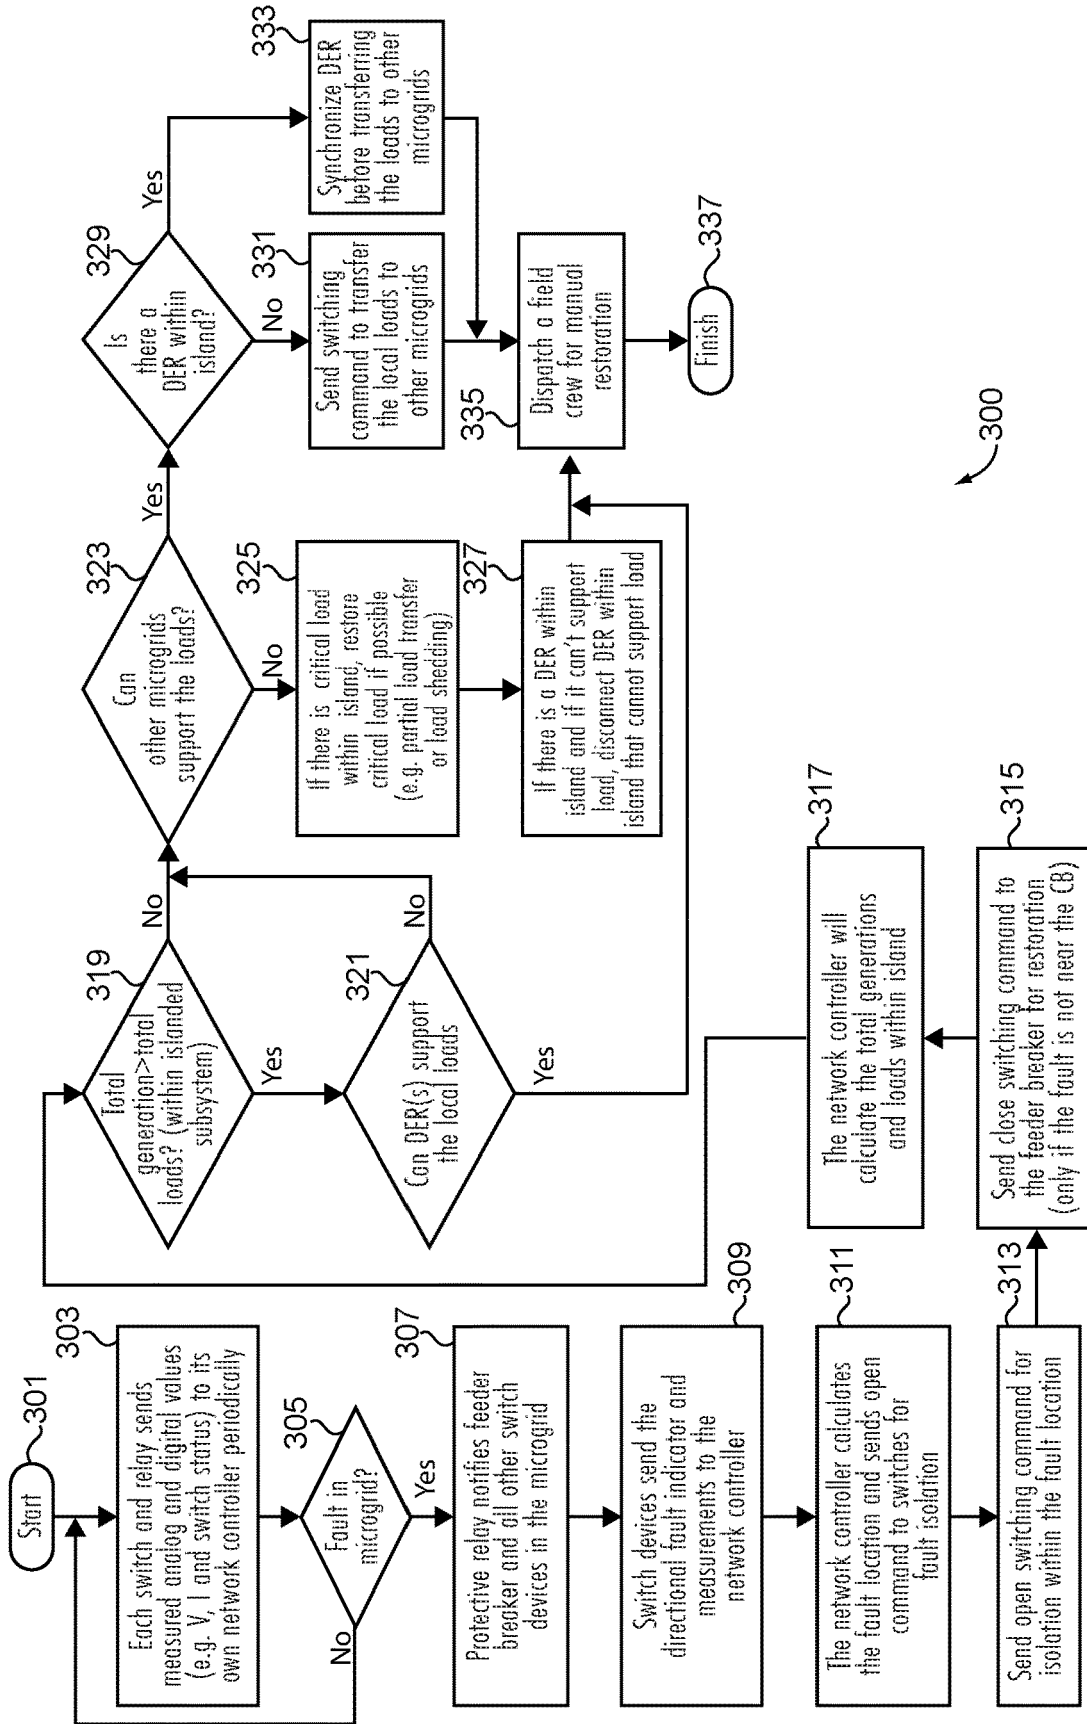 Start
301
Each switch and relay sends
measured analog and digital values
(e.g. V, I and switch status) to its
own network controller periodically
303
Fault in
microgrid?
305
No
Yes
Protective relay notifies feeder
breaker and all other switch
devices in the microgrid
307
Switch devices send the
directional fault indicator and
measurements to the
network controller
309
The network controller calculates
the fault location and sends open
command to switches for
fault isolation
311
Send open switching command for
isolation within the fault location
313
Send close switching command to
the feeder breaker for restoration
(only if the fault is not near the CB)
315
The network controller will
calculate the total generations
and loads within island
317
Total
generation>total
loads? (within islanded
subsystem)
319
No
Yes
Can DER(s) support
the local loads
321
No
Yes
Can
other microgrids
support the loads?
323
Yes
No
If there is critical load
within island, restore
critical load if possible
(e.g. partial load transfer
or load shedding)
325
If there is a DER within
island and if it can't support
load, disconnect DER within
island that cannot support load
327
Is
there a
DER within
island?
329
Yes
No
Send switching
command to transfer
the local loads to
other microgrids
331
Synchronize DER
before transferring
the loads to other
microgrids
333
Dispatch a field
crew for manual
restoration
335
Finish
337
300